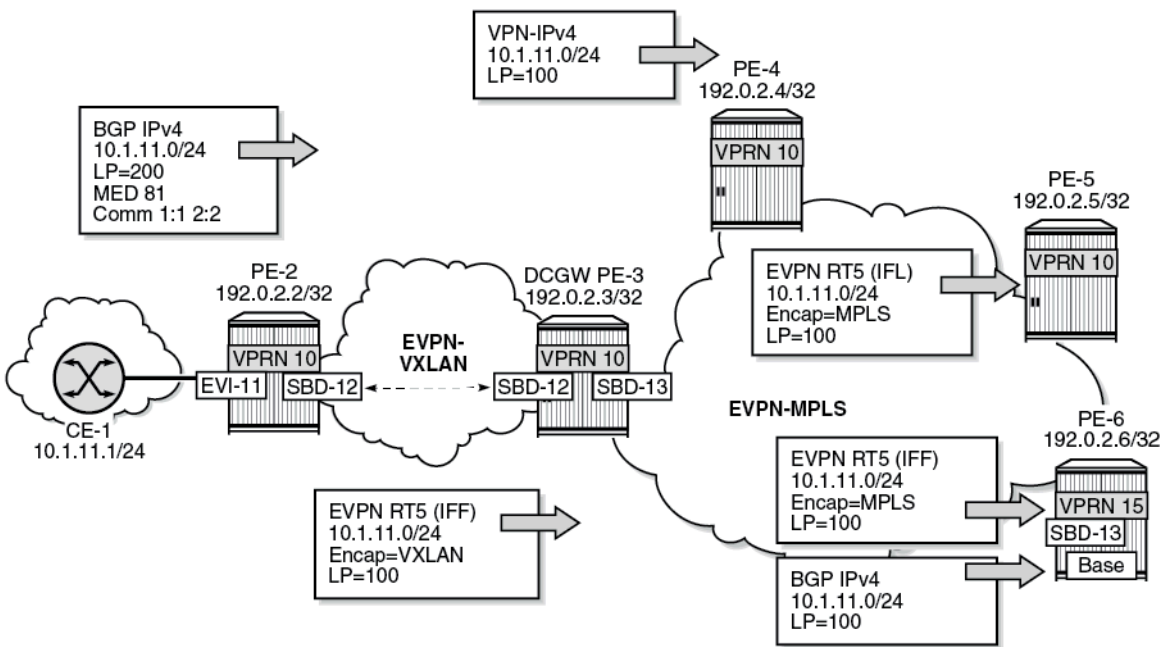 VPN-IPv4
10.1.11.0/24
LP=100
PE-4
192.0.2.4/32
VPRN 10
BGP IPv4
10.1.11.0/24
LP=200
MED 81
Comm 1:1 2:2
PE-5
192.0.2.5/32
VPRN 10
PE-2
192.0.2.2/32
VPRN 10
EVI-11
SBD-12
EVPN-
VXLAN
DCGW PE-3
192.0.2.3/32
VPRN 10
SBD-12
SBD-13
EVPN RT5 (IFL)
10.1.11.0/24
Encap=MPLS
LP=100
CE-1
10.1.11.1/24
EVPN-MPLS
PE-6
192.0.2.6/32
VPRN 15
SBD-13
Base
EVPN RT5 (IFF)
10.1.11.0/24
Encap=MPLS
LP=100
EVPN RT5 (IFF)
10.1.11.0/24
Encap=VXLAN
LP=100
BGP IPv4
10.1.11.0/24
LP=100